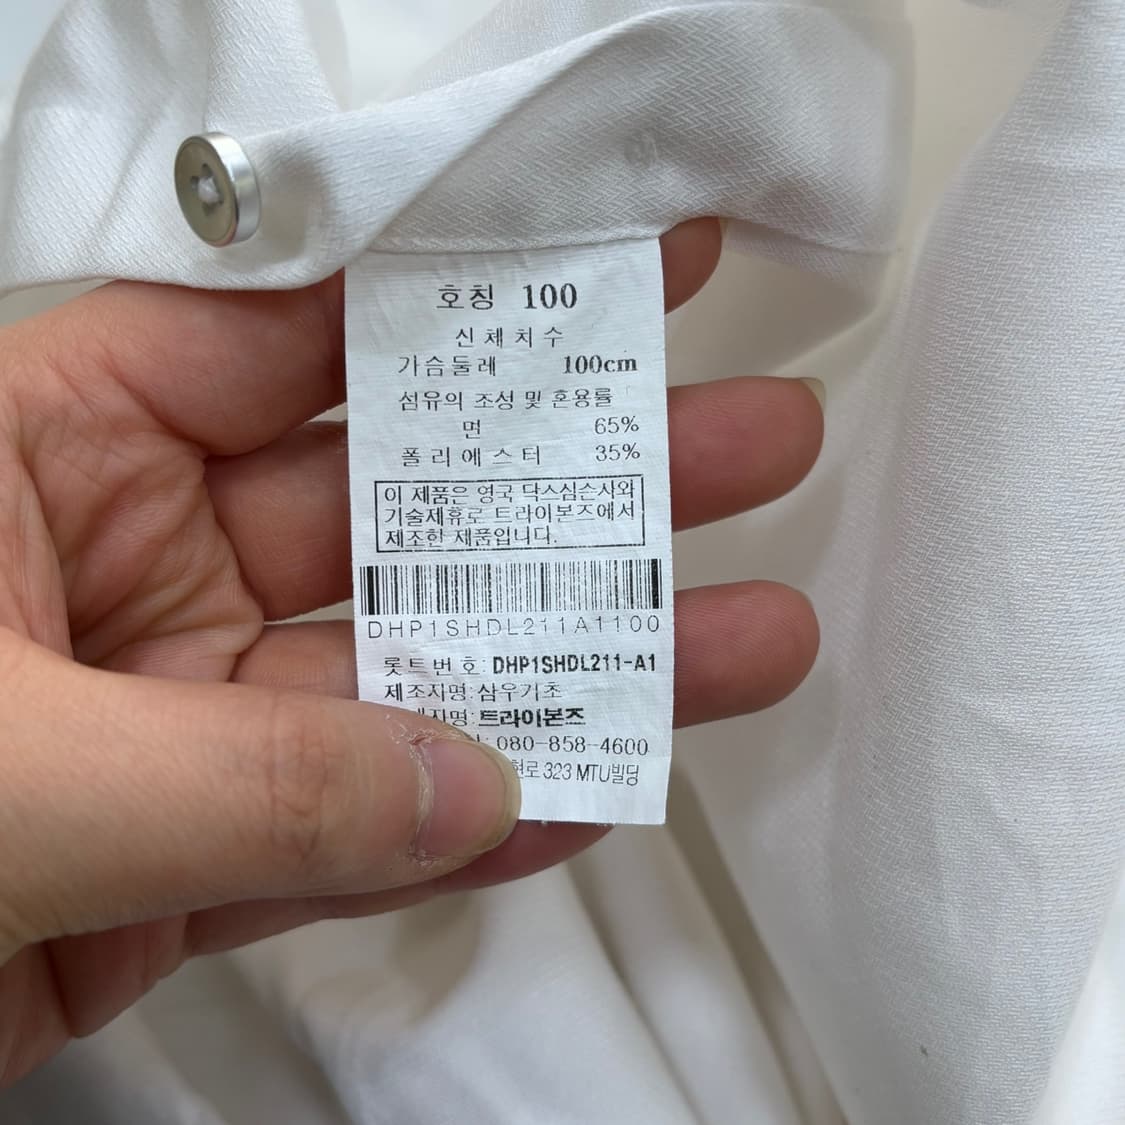 호칭 100
신체치수
가슴둘레 100cm
섬유의 조성 및 혼용률
면 65%
폴리에스터 35%
이 제품은 영국 닥스심슨사와
기술제휴로 트라이본즈에서
제조한 제품입니다.
DHP1SHDL211A1100
롯트번호: DHP1SHDL211-A1
제조자명: 삼우기초
자명: 트라이본즈
: 080-858-4600
현로 323 MTU빌딩